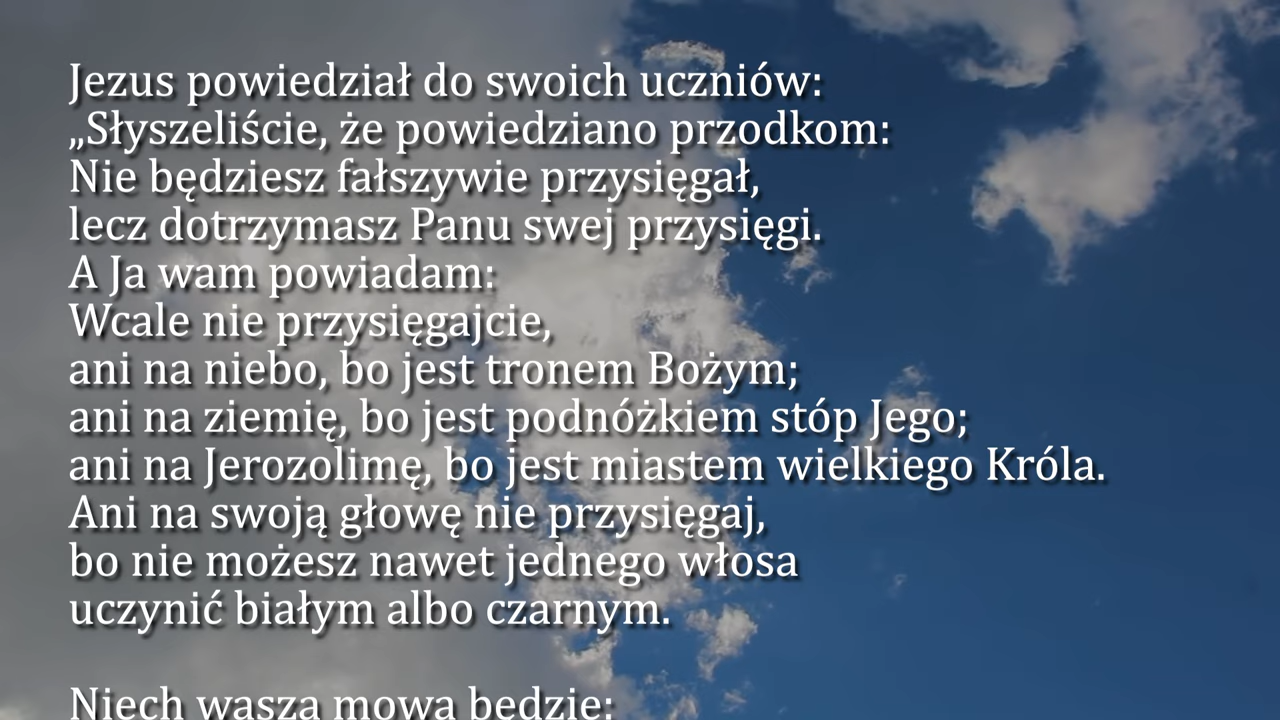 Jezus powiedział do swoich uczniów:
„Słyszeliście, że powiedziano przodkom:
Nie będziesz fałszywie przysięgał,
lecz dotrzymasz Panu swej przysięgi.
A Ja wam powiadam:
Wcale nie przysięgajcie,
ani na niebo, bo jest tronem Bożym;
ani na ziemię, bo jest podnóżkiem stóp Jego;
ani na Jerozolimę, bo jest miastem wielkiego Króla.
Ani na swoją głowę nie przysięgaj,
bo nie możesz nawet jednego włosa
uczynić białym albo czarnym.
Niech wasza mowa będzie: